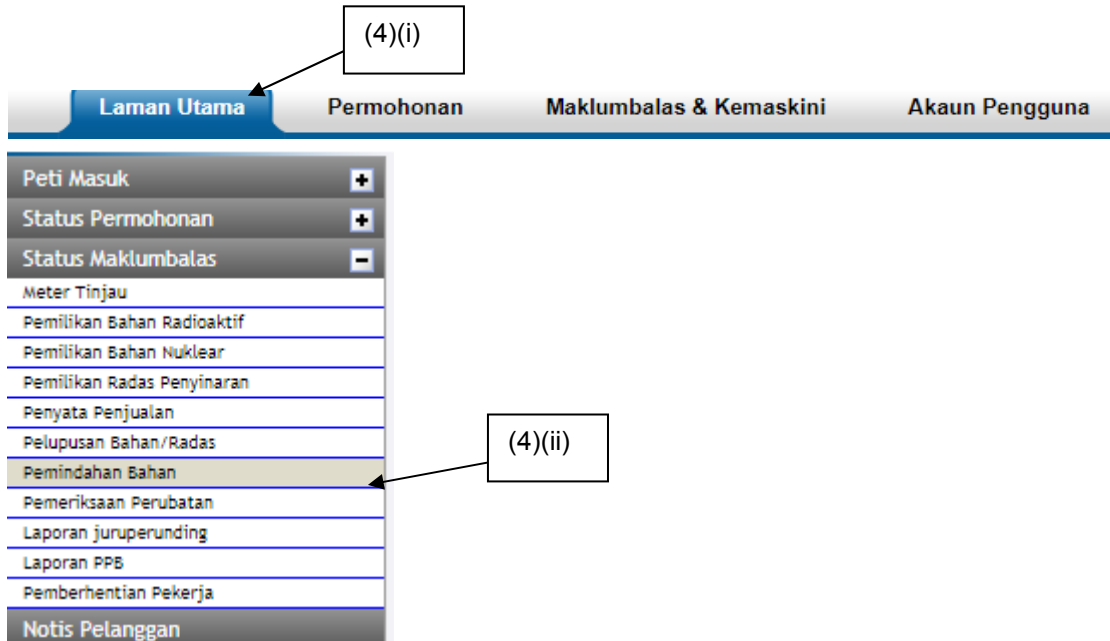 (4)(i)
Laman Utama Permohonan Maklumbalas & Kemaskini Akaun Pengguna
Peti Masuk
Status Permohonan
Status Maklumbalas
Meter Tinjau
Pemilikan Bahan Radioaktif
Pemilikan Bahan Nuklear
Pemilikan Radas Penyinaran
Penyata Penjualan
Pelupusan Bahan/Radas
(4)(ii)
Pemindahan Bahan
Pemeriksaan Perubatan
Laporan juruperunding
Laporan PPB
Pemberhentian Pekerja
Notis Pelanggan